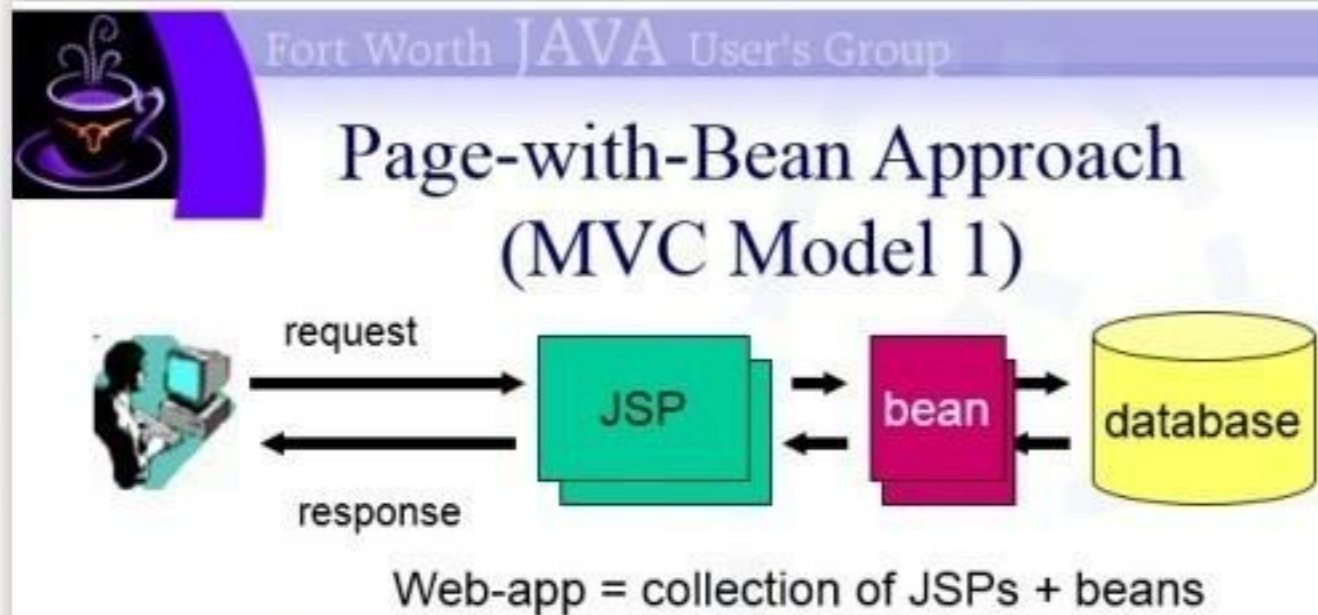 Fort Worth JAVA User's Group
Page-with-Bean Approach
(MVC Model 1)
request
JSP
bean
database
response
Web-app = collection of JSPs + beans